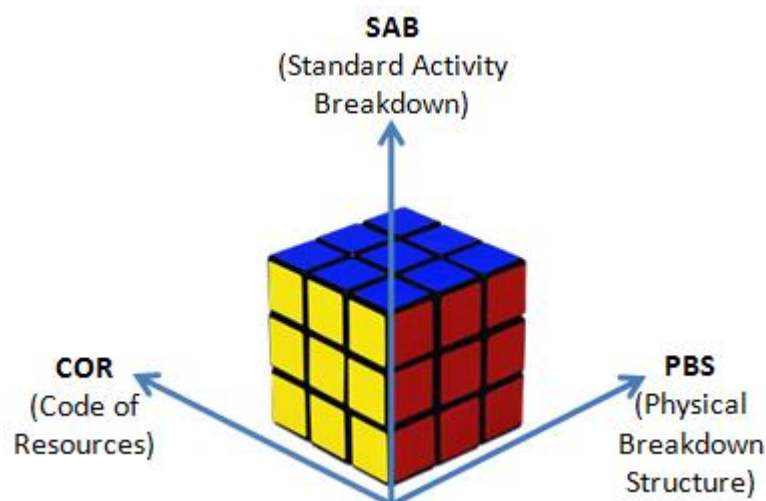 SAB
(Standard Activity
Breakdown)
COR
(Code of
Resources)
PBS
(Physical
Breakdown
Structure)